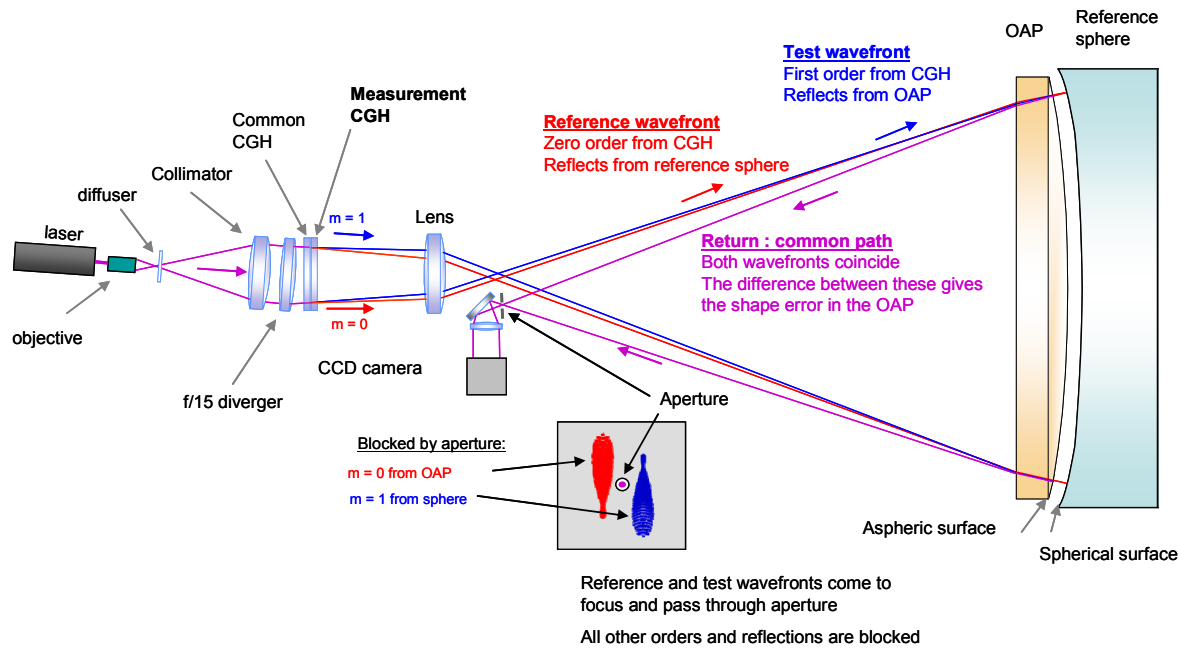 OAP
Reference
sphere
Test wavefront
First order from CGH
Reflects from OAP
Measurement
CGH
Common
CGH
Reference wavefront
Zero order from CGH
Reflects from reference sphere
Collimator
diffuser
laser
m = 1
Lens
Return : common path
Both wavefronts coincide
The difference between these gives
the shape error in the OAP
objective
m = 0
CCD camera
f/15 diverger
Aperture
Blocked by aperture:
m = 0 from OAP
m = 1 from sphere
Aspheric surface
Spherical surface
Reference and test wavefronts come to
focus and pass through aperture
All other orders and reflections are blocked